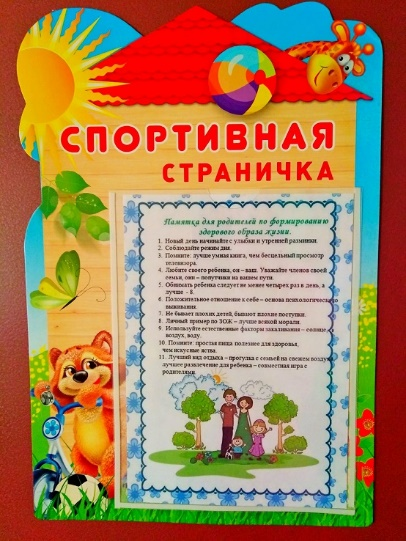 СПОРТИВНАЯ
СТРАНИЧКА
Памятка для родителей по формированию
здорового образа жизни.
1. Новый день начинайте с улыбки и утренней разминки.
2. Соблюдайте режим дня.
3. Помните: лучше умная книга, чем бесцельный просмотр
телевизора.
4. Любите своего ребенка, он – ваш. Уважайте членов своей
семьи, они – попутчики на вашем пути.
5. Обнимать ребёнка следует не менее четырех раз в день, а
лучше – 8.
6. Положительное отношение к себе – основа психологического
выживания.
7. Не бывает плохих детей, бывают плохие поступки.
8. Личный пример по ЗОЖ – лучше всякой морали.
9. Используйте естественные факторы закаливания – солнце,
воздух, воду.
10. Помните: простая пища полезнее для здоровья,
чем искусные яства.
11. Лучший вид отдыха – прогулка с семьей на свежем воздухе,
лучшее развлечение для ребенка – совместная игра с
родителями.